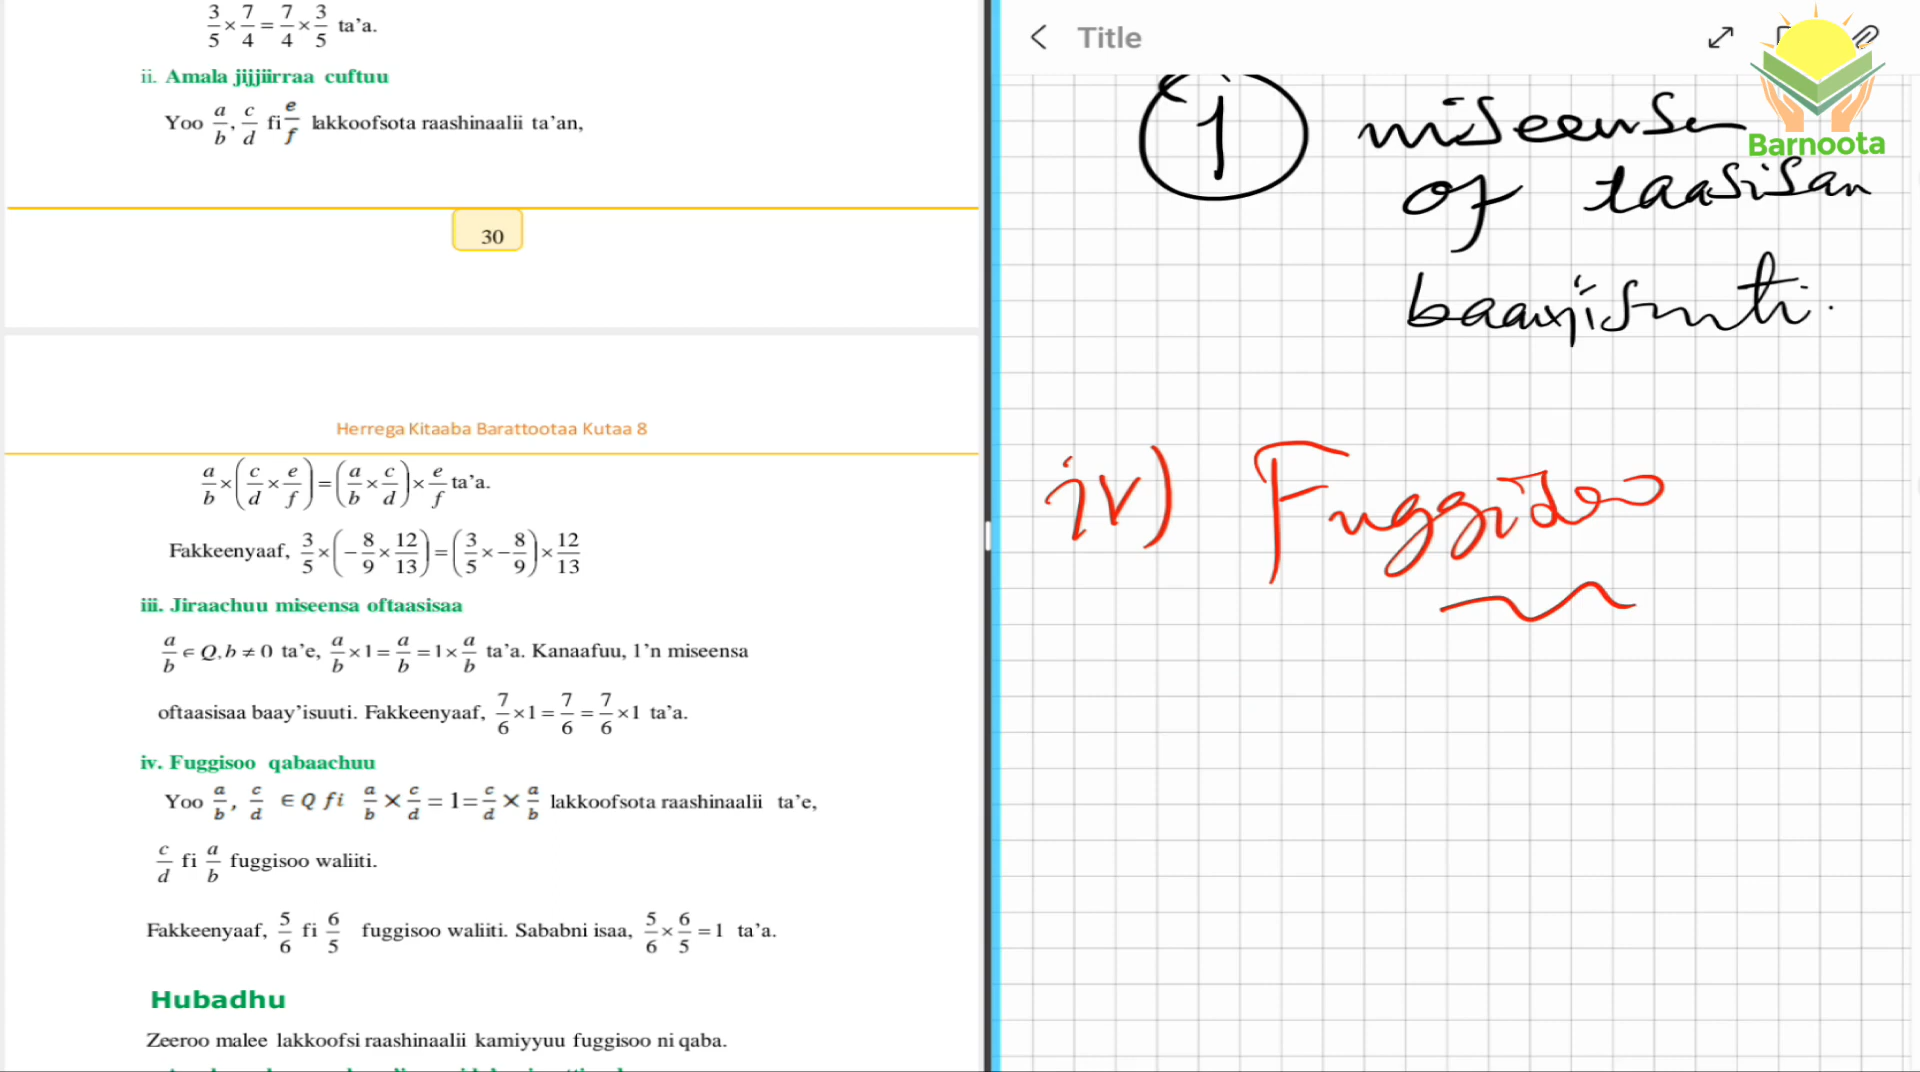 3/5 × 7/4 = 7/4 × 3/5 ta’a.
ii. Amala jijjiirraa cuftuu
Yoo a/b, c/d fi e/f lakkoofsota raashinaalii ta’an,
30
Herrega Kitaaba Barattootaa Kutaa 8
a/b × (c/d × e/f) = (a/b × c/d) × e/f ta’a.
Fakkeenyaaf, 3/5 × (−8/9 × 12/13) = (3/5 × −8/9) × 12/13
iii. Jiraachuu miseensa oftaasisaa
a/b ∈ Q, b ≠ 0 ta’e, a/b × 1 = a/b = 1 × a/b ta’a. Kanaafuu, 1’n miseensa
oftaasisaa baay’isuuti. Fakkeenyaaf, 7/6 × 1 = 7/6 = 7/6 × 1 ta’a.
iv. Fuggisoo qabaachuu
Yoo a/b, c/d ∈ Q fi a/b × c/d = 1 = c/d × a/b lakkoofsota raashinaalii ta’e,
c/d fi a/b fuggisoo waliiti.
Fakkeenyaaf, 5/6 fi 6/5 fuggisoo waliiti. Sababni isaa, 5/6 × 6/5 = 1 ta’a.
Hubadhu
Zeeroo malee lakkoofsi raashinaalii kamiyyuu fuggisoo ni qaba.
Title
Barnoota
1 miseensa
of taasisan
iv)